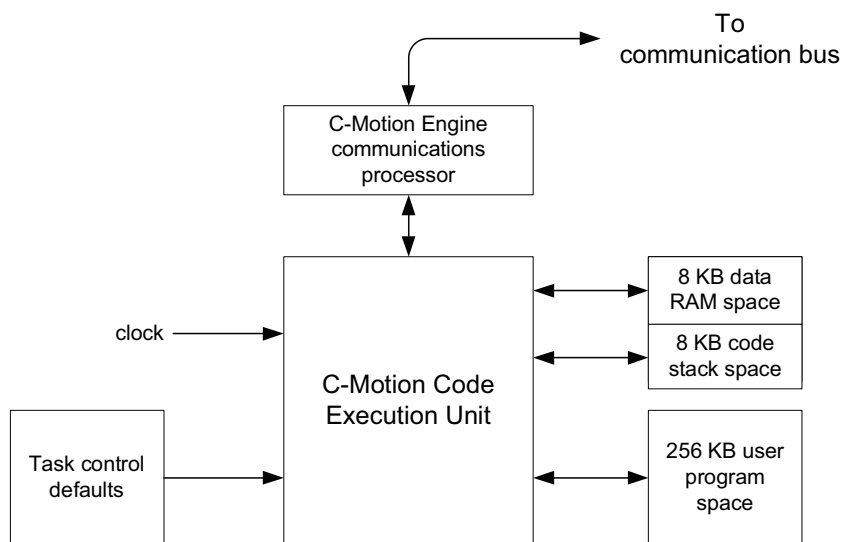 To
communication bus
C-Motion Engine
communications
processor
8 KB data
RAM space
clock
8 KB code
stack space
C-Motion Code
Execution Unit
Task control
defaults
256 KB user
program
space